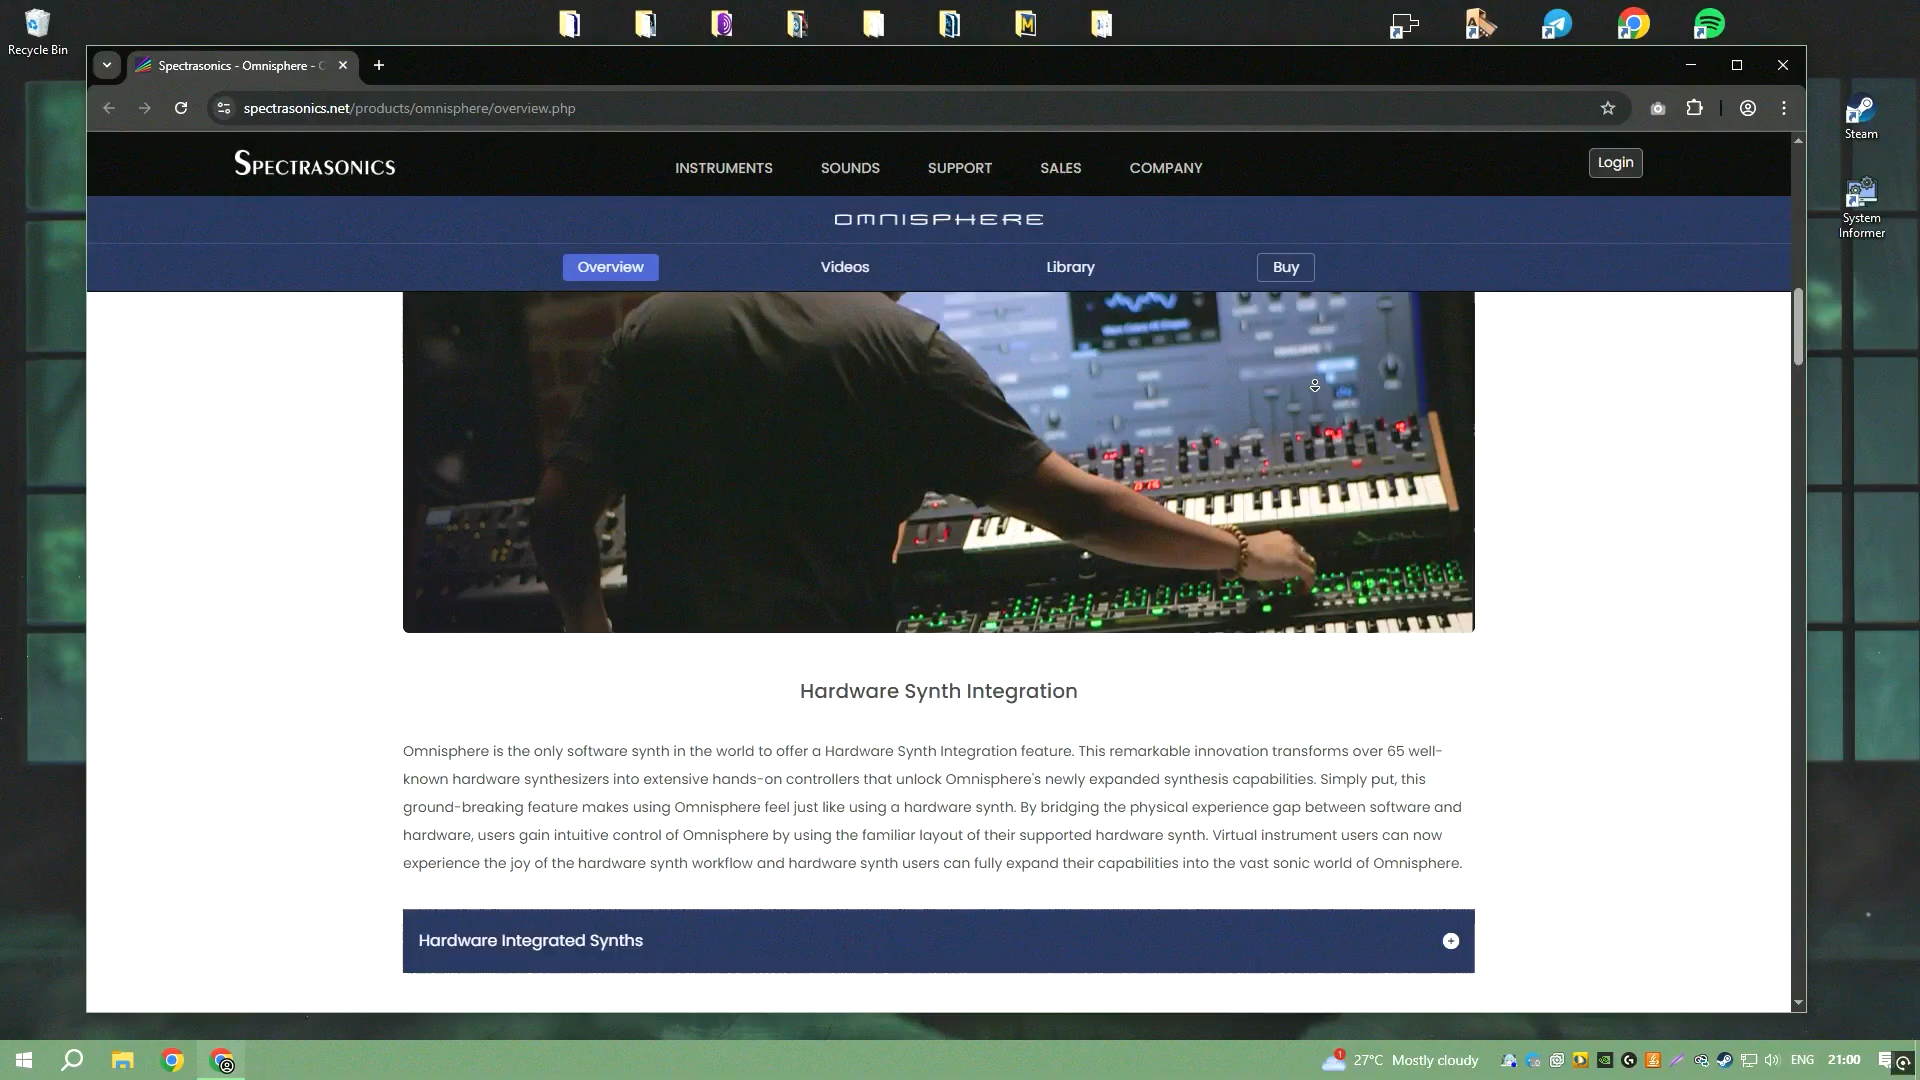 Recycle Bin
Spectrasonics - Omnisphere - C
spectrasonics.net/products/omnisphere/overview.php
Steam
System
Informer
SPECTRASONICS
INSTRUMENTS
SOUNDS
SUPPORT
SALES
COMPANY
Login
OMNISPHERE
Overview
Videos
Library
Buy
Hardware Synth Integration
Omnisphere is the only software synth in the world to offer a Hardware Synth Integration feature. This remarkable innovation transforms over 65 well-
known hardware synthesizers into extensive hands-on controllers that unlock Omnisphere's newly expanded synthesis capabilities. Simply put, this
ground-breaking feature makes using Omnisphere feel just like using a hardware synth. By bridging the physical experience gap between software and
hardware, users gain intuitive control of Omnisphere by using the familiar layout of their supported hardware synth. Virtual instrument users can now
experience the joy of the hardware synth workflow and hardware synth users can fully expand their capabilities into the vast sonic world of Omnisphere.
Hardware Integrated Synths
1
27°C Mostly cloudy
ENG
21:00